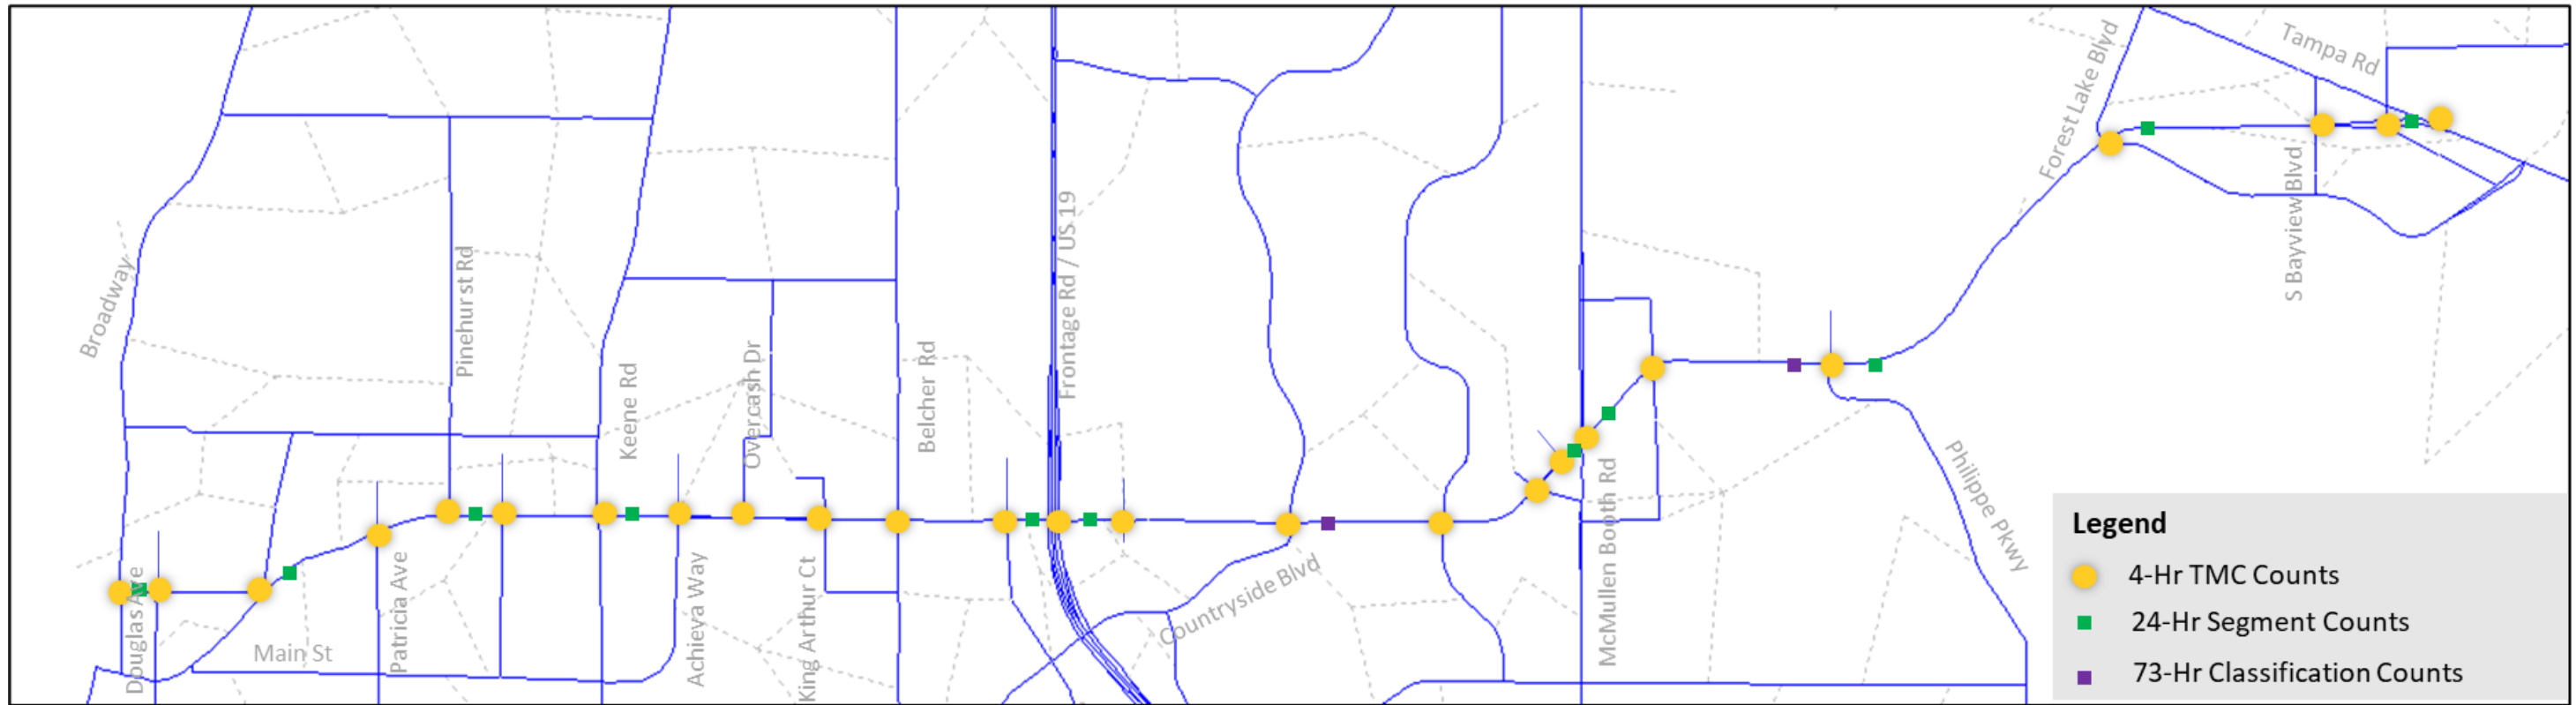 Tampa Rd
Forest Lake Blvd
S Bayview Blvd
Broadway
Pinehurst Rd
Keene Rd
Overcash Dr
Belcher Rd
Frontage Rd / US 19
Douglas Ave
Main St
Patricia Ave
Achieva Way
King Arthur Ct
Countryside Blvd
McMullen Booth Rd
Philippe Pkwy
Legend
4-Hr TMC Counts
24-Hr Segment Counts
73-Hr Classification Counts